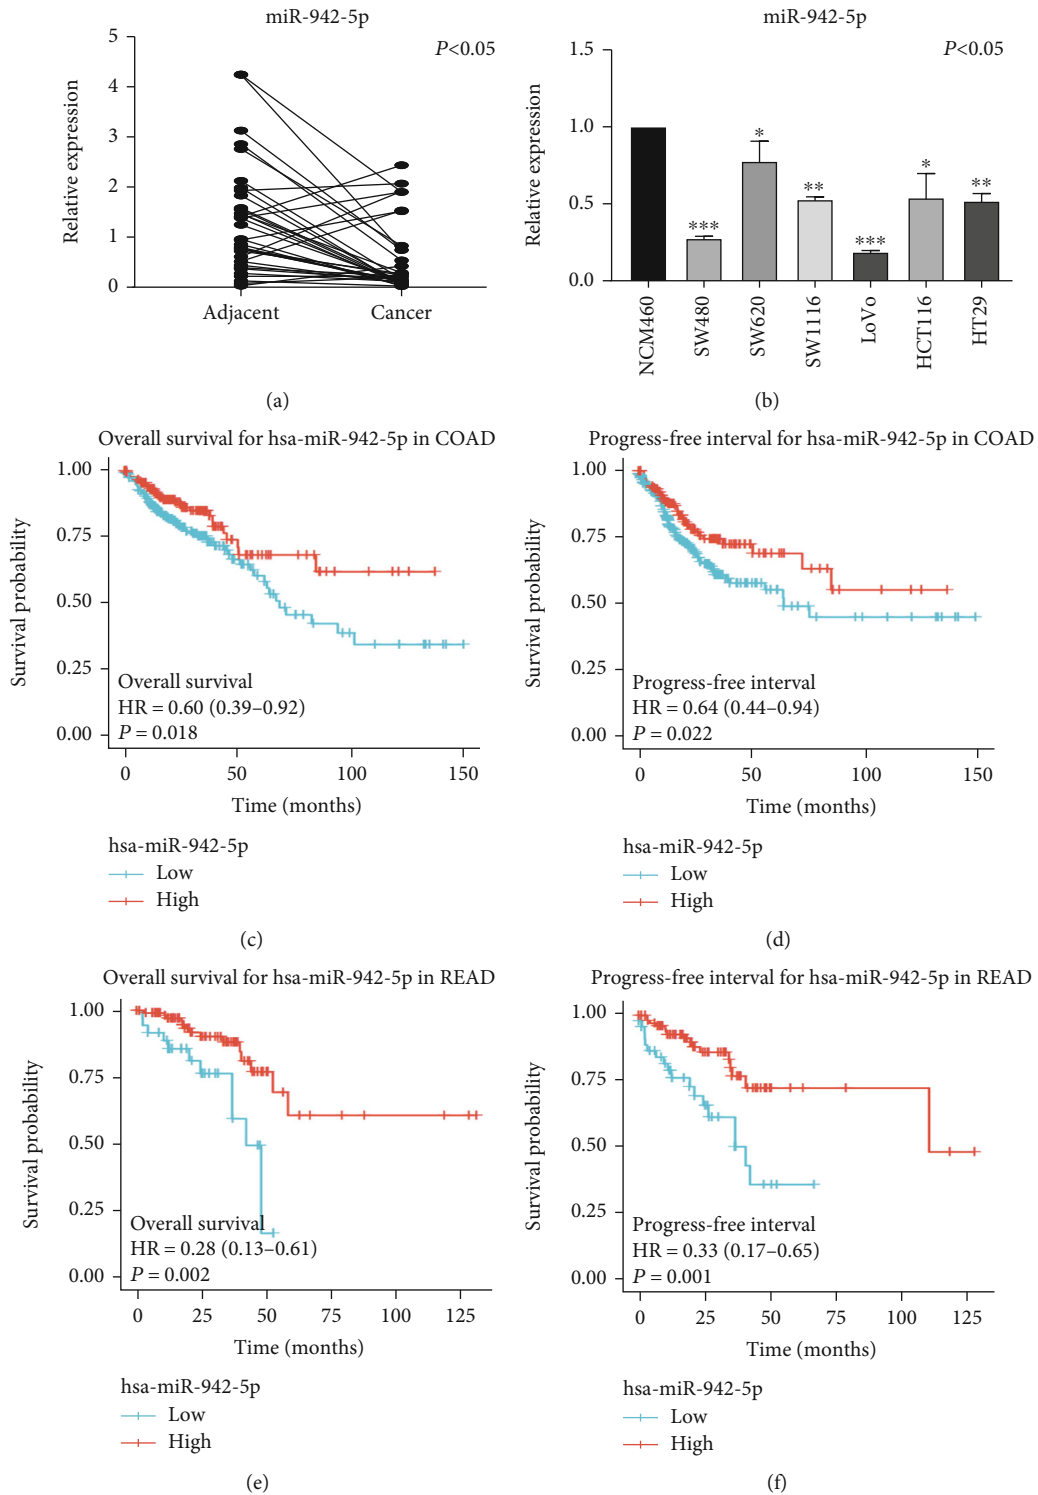 miR-942-5p
P<0.05
5
4
3
2
1
0
Relative expression
Adjacent
Cancer
(a)
miR-942-5p
P<0.05
1.5
1.0
0.5
0.0
Relative expression
***
*
**
***
*
**
NCM460
SW480
SW620
SW1116
LoVo
HCT116
HT29
(b)
Overall survival for hsa-miR-942-5p in COAD
1.00
0.75
0.50
0.25
0.00
Survival probability
Overall survival
HR = 0.60 (0.39–0.92)
P = 0.018
0 50 100 150
Time (months)
hsa-miR-942-5p
Low
High
(c)
Progress-free interval for hsa-miR-942-5p in COAD
1.00
0.75
0.50
0.25
0.00
Survival probability
Progress-free interval
HR = 0.64 (0.44–0.94)
P = 0.022
0 50 100 150
Time (months)
hsa-miR-942-5p
Low
High
(d)
Overall survival for hsa-miR-942-5p in READ
1.00
0.75
0.50
0.25
0.00
Survival probability
Overall survival
HR = 0.28 (0.13–0.61)
P = 0.002
0 25 50 75 100 125
Time (months)
hsa-miR-942-5p
Low
High
(e)
Progress-free interval for hsa-miR-942-5p in READ
1.00
0.75
0.50
0.25
0.00
Survival probability
Progress-free interval
HR = 0.33 (0.17–0.65)
P = 0.001
0 25 50 75 100 125
Time (months)
hsa-miR-942-5p
Low
High
(f)